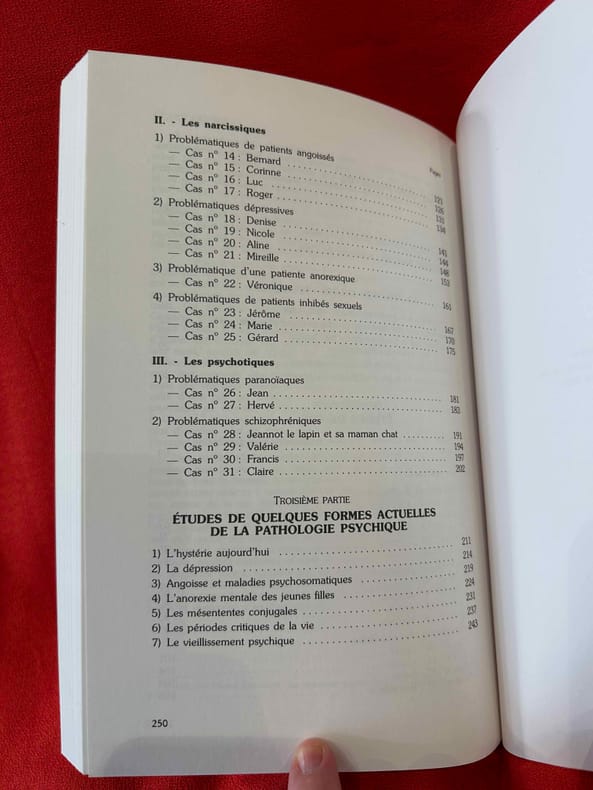 II. - Les narcissiques
Pages
1) Problématiques de patients angoissés
— Cas n° 14 : Bernard 121
— Cas n° 15 : Corinne 126
— Cas n° 16 : Luc 130
— Cas n° 17 : Roger 134
2) Problématiques dépressives
— Cas n° 18 : Denise 141
— Cas n° 19 : Nicole 144
— Cas n° 20 : Aline 148
— Cas n° 21 : Mireille 153
3) Problématique d'une patiente anorexique
— Cas n° 22 : Véronique 161
4) Problématiques de patients inhibés sexuels
— Cas n° 23 : Jérôme 167
— Cas n° 24 : Marie 170
— Cas n° 25 : Gérard 175
III. - Les psychotiques
1) Problématiques paranoïaques
— Cas n° 26 : Jean 181
— Cas n° 27 : Hervé 183
2) Problématiques schizophréniques
— Cas n° 28 : Jeannot le lapin et sa maman chat 191
— Cas n° 29 : Valérie 194
— Cas n° 30 : Francis 197
— Cas n° 31 : Claire 202
TROISIÈME PARTIE
ÉTUDES DE QUELQUES FORMES ACTUELLES
DE LA PATHOLOGIE PSYCHIQUE
1) L'hystérie aujourd'hui 211
2) La dépression 214
3) Angoisse et maladies psychosomatiques 219
4) L'anorexie mentale des jeunes filles 224
5) Les mésententes conjugales 231
6) Les périodes critiques de la vie 237
7) Le vieillissement psychique 243
250